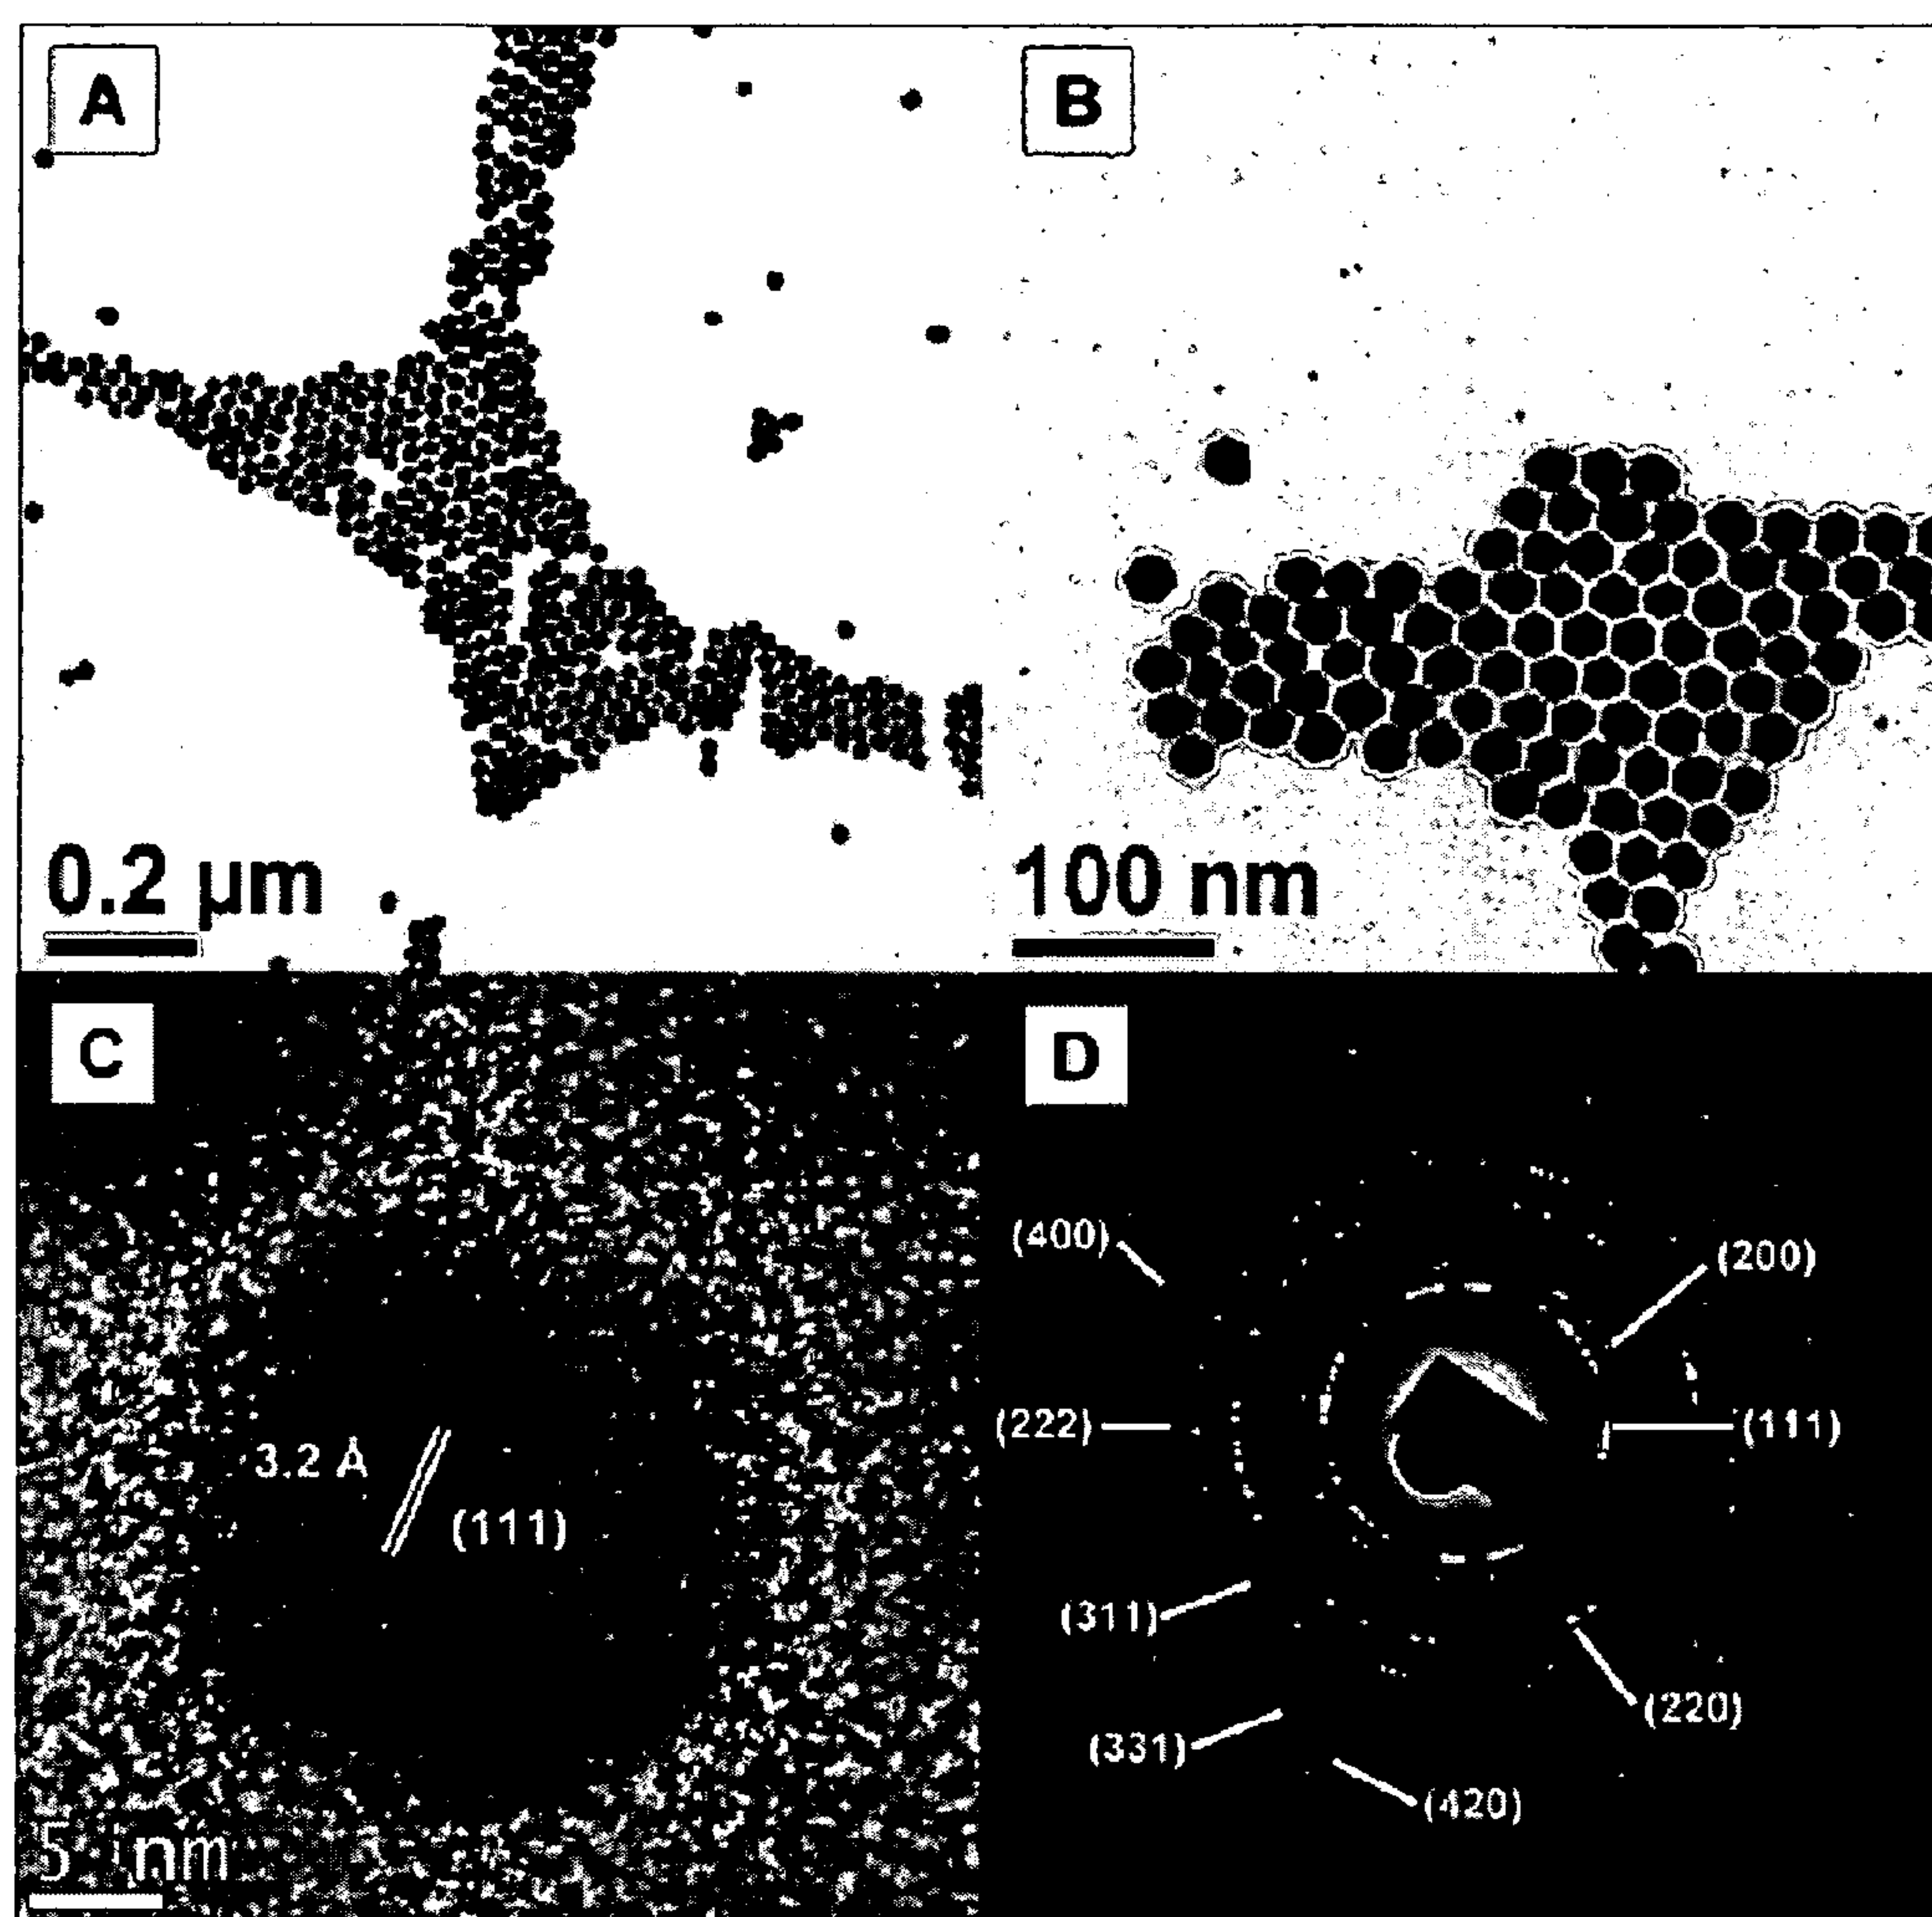 A
B
0.2 µm
100 nm
C
D
(400)
(200)
(222)
(111)
3.2 Å
(111)
(311)
(220)
(331)
(420)
5 nm